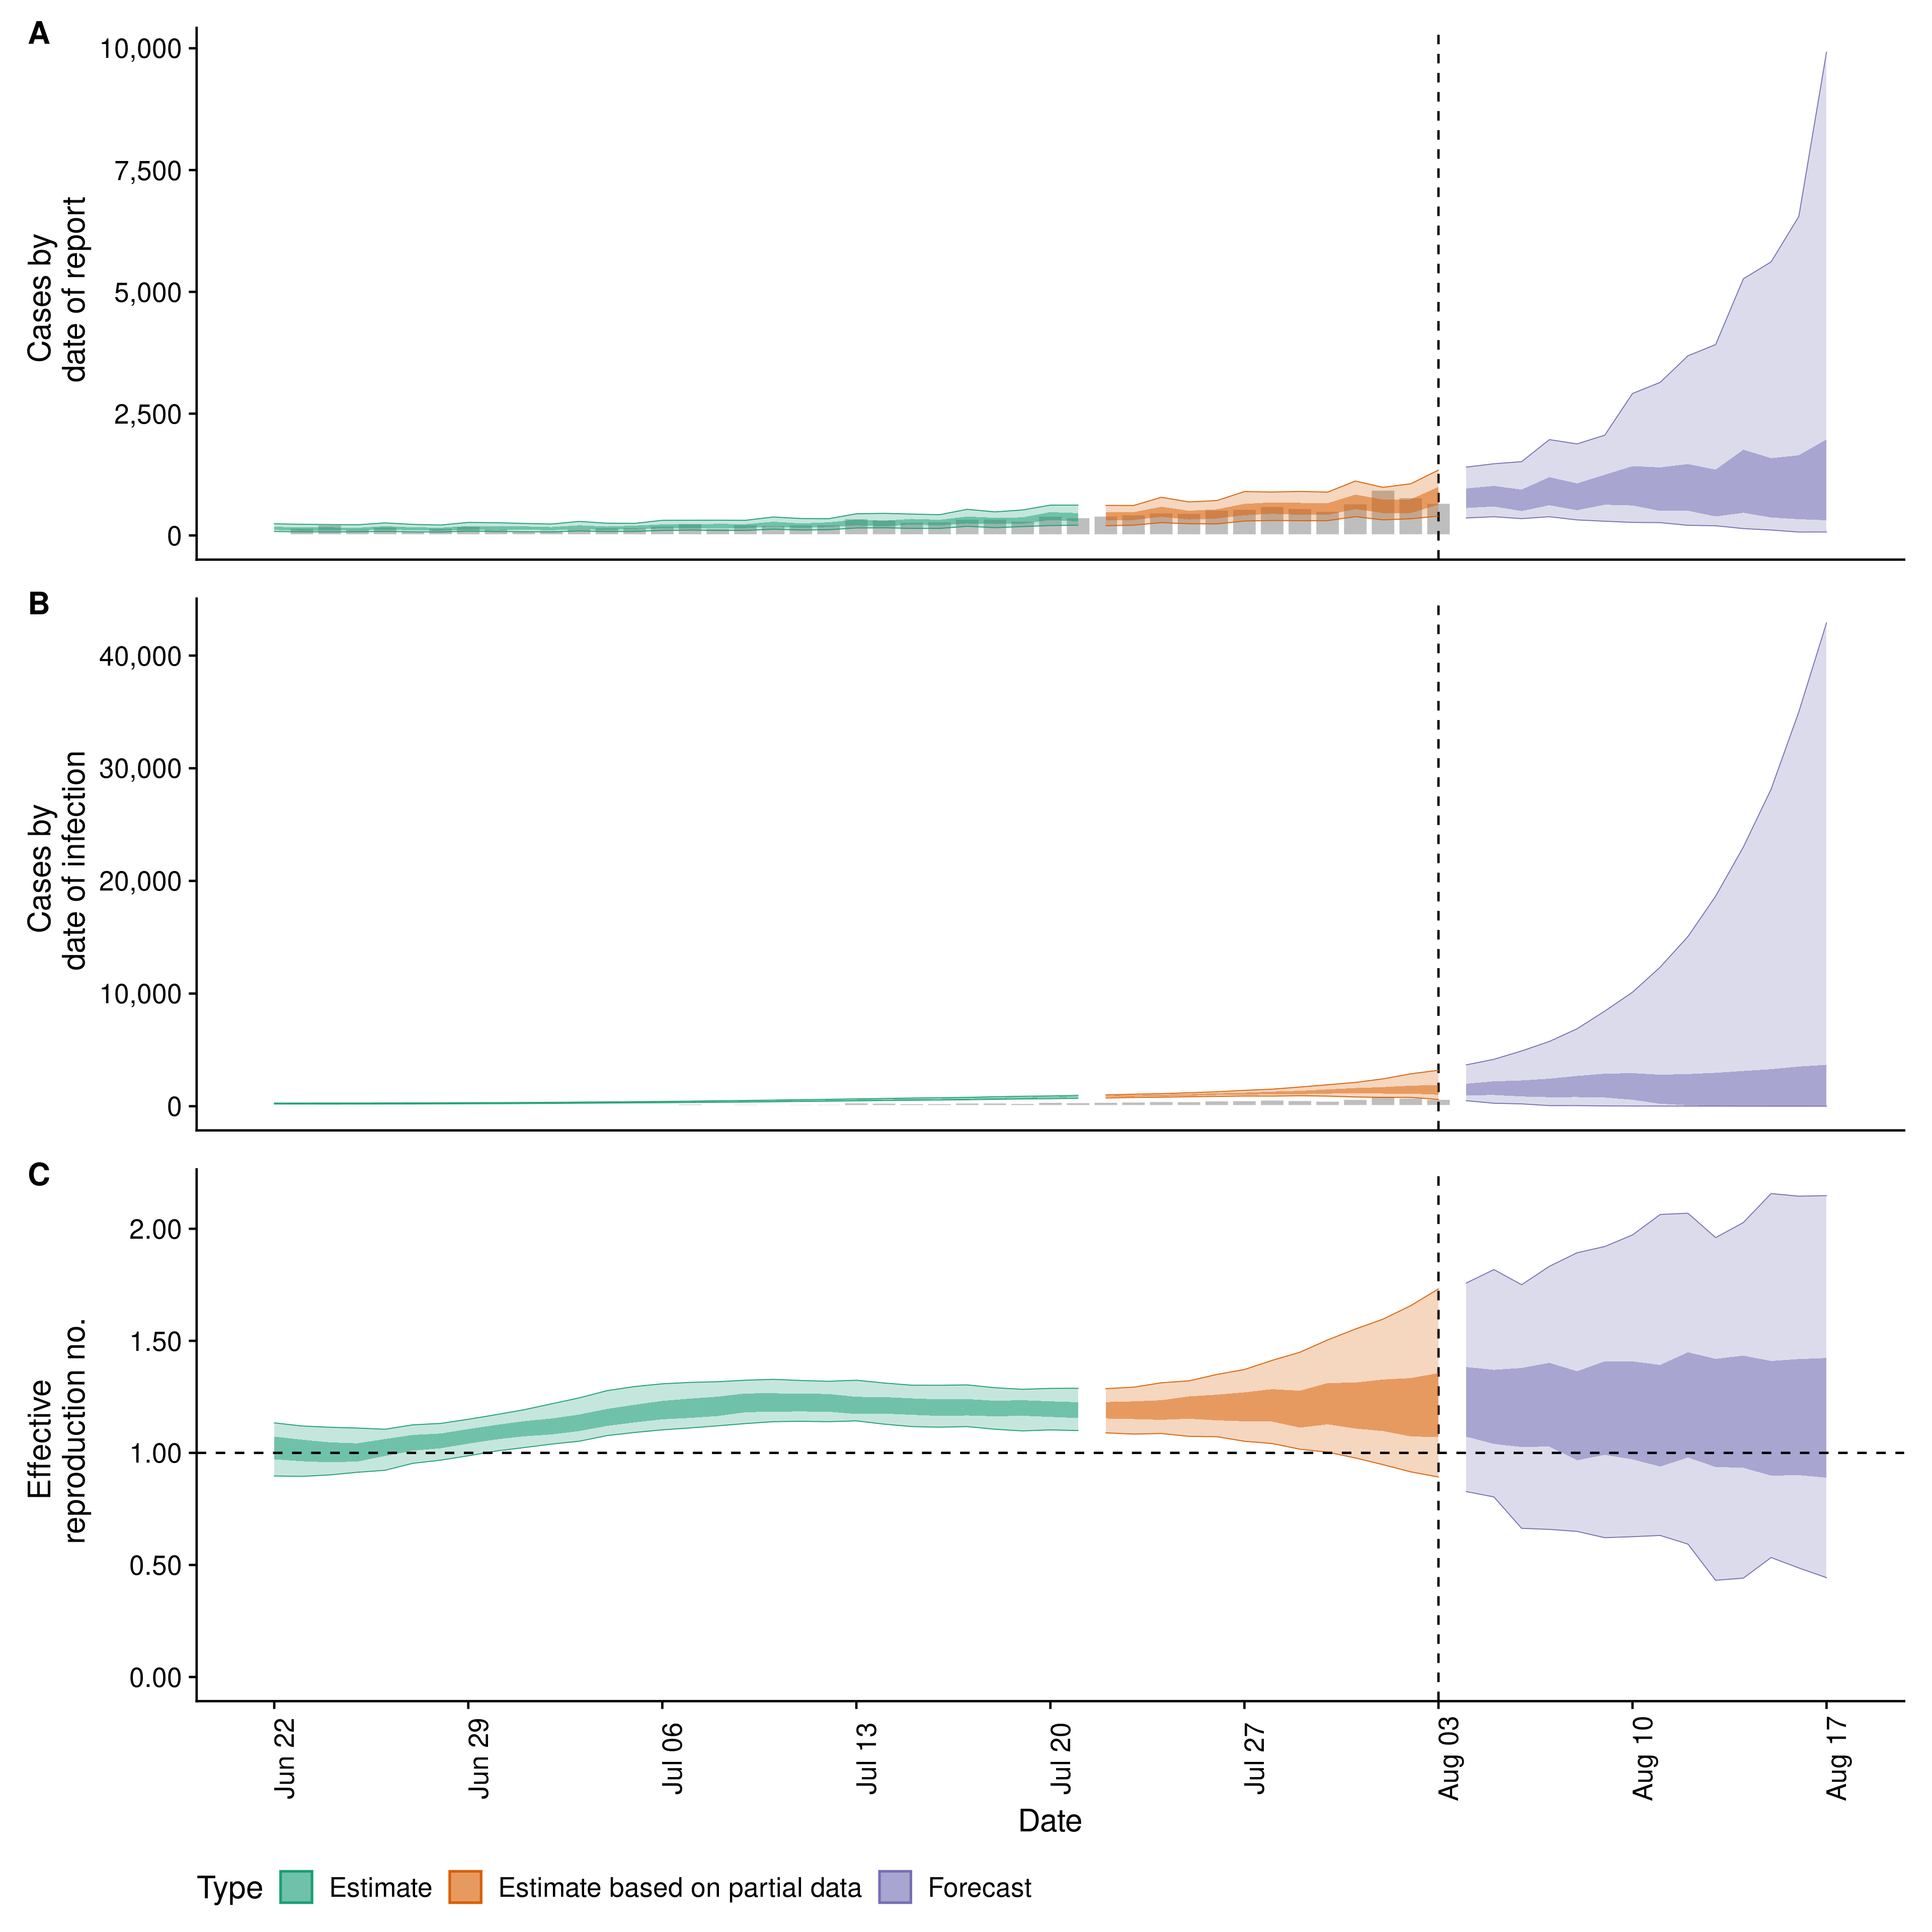 A
10,000
7,500
5,000
2,500
0
Cases by
date of report
B
40,000
30,000
20,000
10,000
0
Cases by
date of infection
C
2.00
1.50
1.00
0.50
0.00
Effective
reproduction no.
Jun 22
Jun 29
Jul 06
Jul 13
Jul 20
Jul 27
Aug 03
Aug 10
Aug 17
Date
Type Estimate Estimate based on partial data Forecast